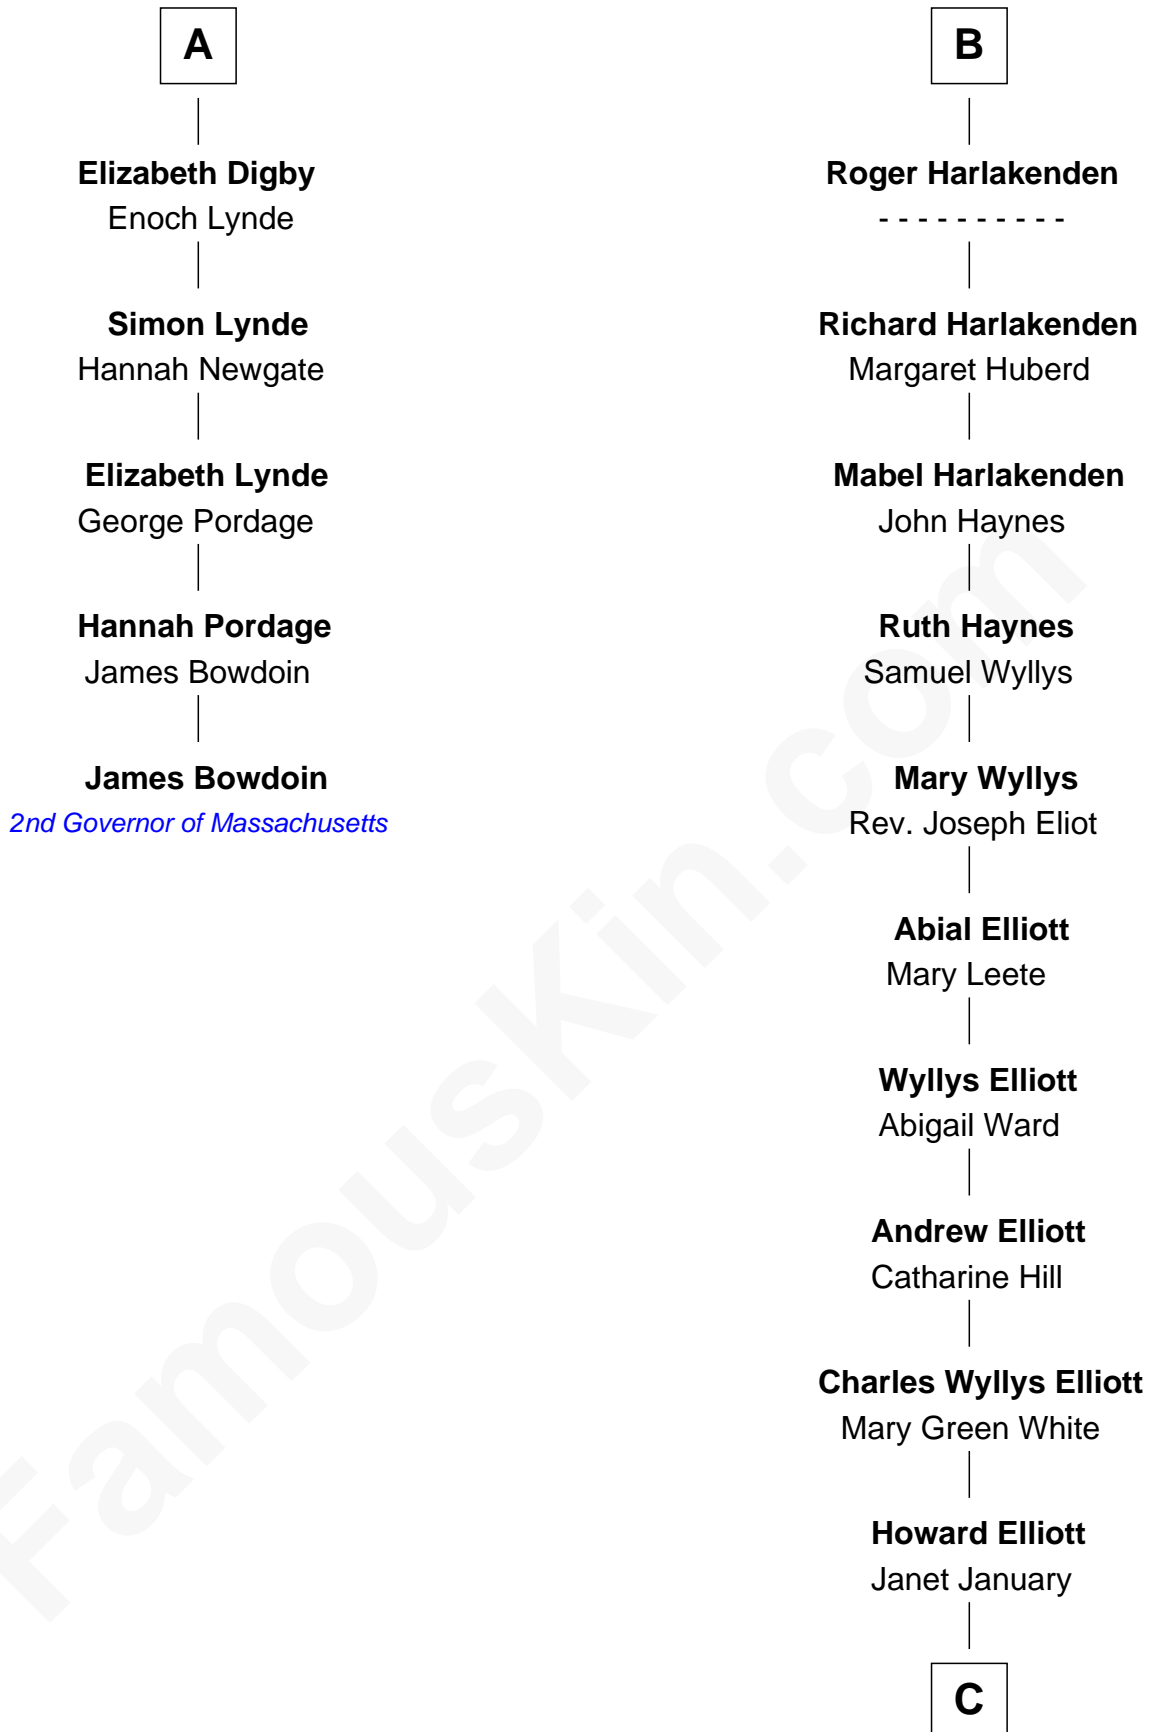 A
Elizabeth Digby
Enoch Lynde
Simon Lynde
Hannah Newgate
Elizabeth Lynde
George Pordage
Hannah Pordage
James Bowdoin
James Bowdoin
2nd Governor of Massachusetts
B
Roger Harlakenden
- - - - - - - - - -
Richard Harlakenden
Margaret Huberd
Mabel Harlakenden
John Haynes
Ruth Haynes
Samuel Wyllys
Mary Wyllys
Rev. Joseph Eliot
Abial Elliott
Mary Leete
Wyllys Elliott
Abigail Ward
Andrew Elliott
Catharine Hill
Charles Wyllys Elliott
Mary Green White
Howard Elliott
Janet January
C
FamousKin.com